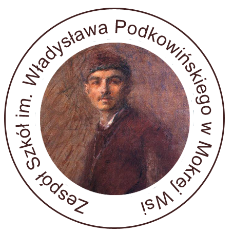 Zespół Szkół im. Władysława Podkowińskiego w Mokrej Wsi